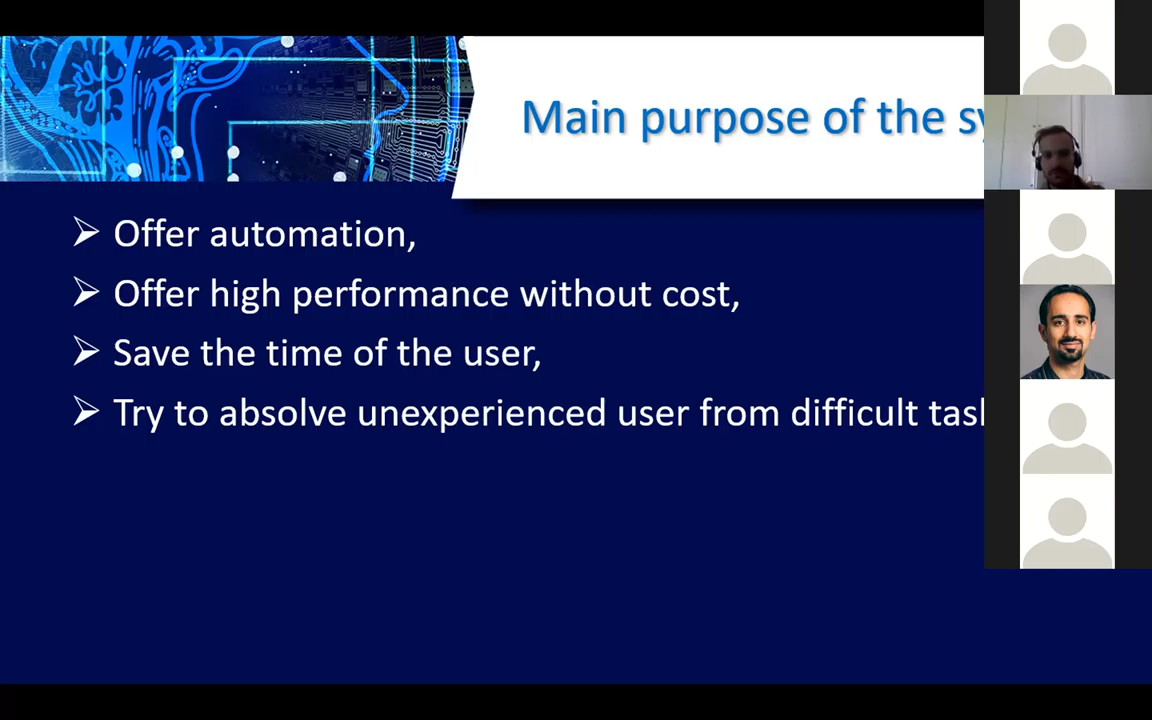 Main purpose of the
Offer automation,
Offer high performance without cost,
Save the time of the user,
Try to absolve unexperienced user from difficult